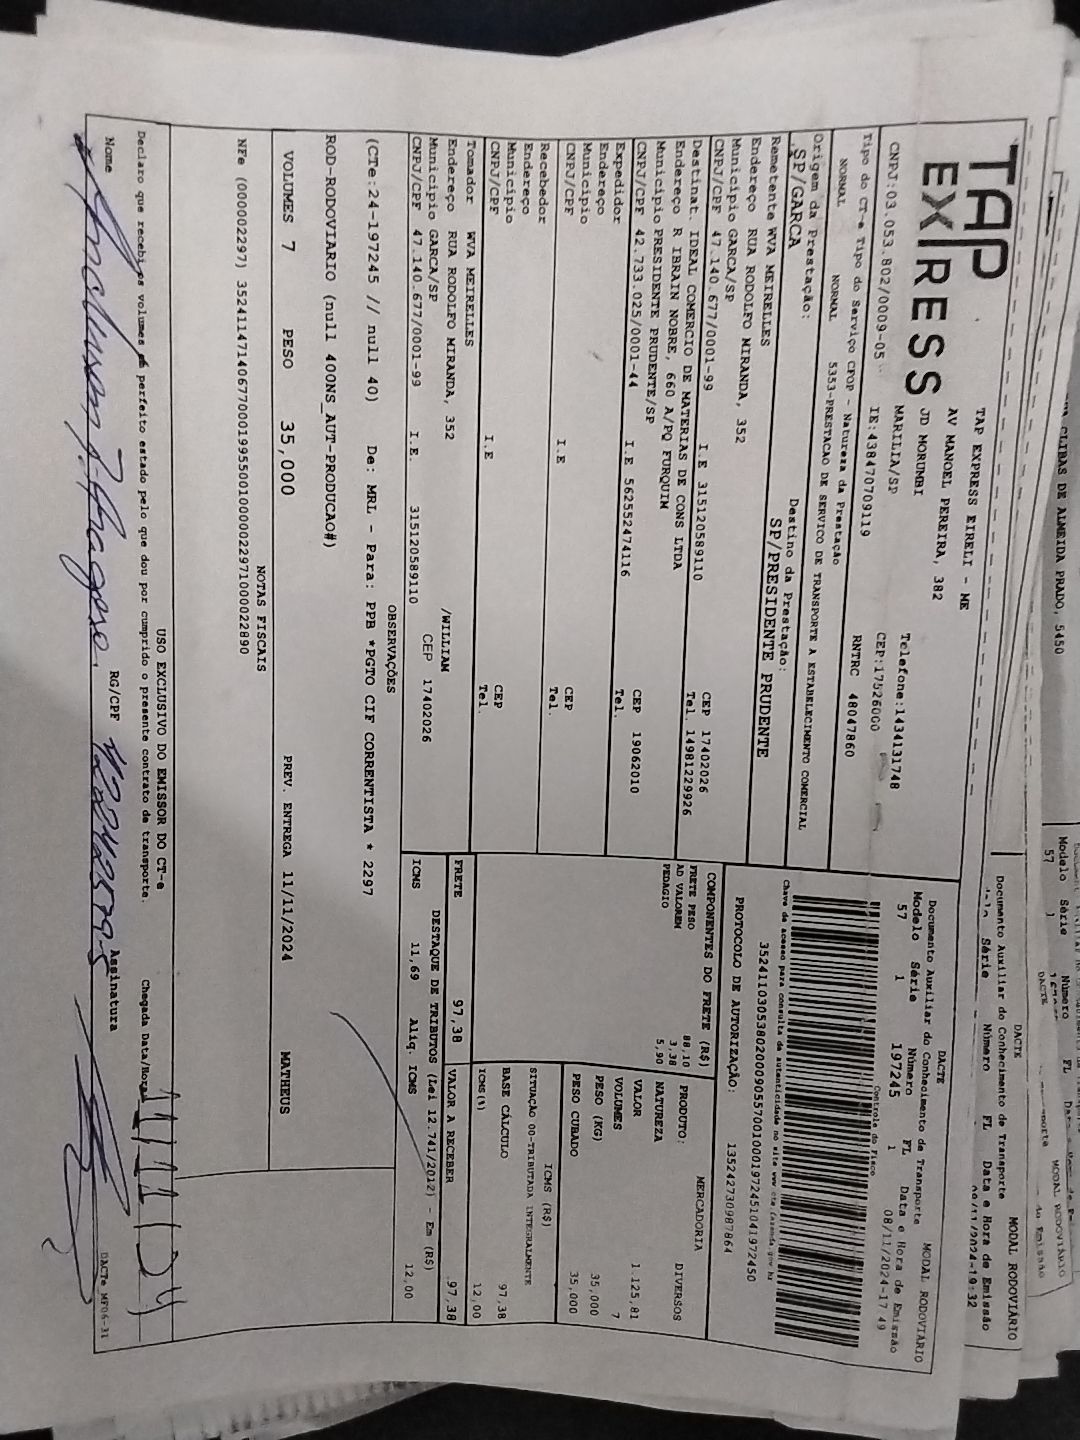 TAP
EXPRESS
TAP EXPRESS EIRELI - ME
AV MANOEL PEREIRA, 382
JD MORUMBI
MARILIA/SP
Telefone:1434131748
CEP:17526000
CNPJ:03.053.802/0009-05
IE:438470709119
RNTRC 48047860
DACTE
MODAL RODOVIÁRIO
Documento Auxiliar do Conhecimento de Transporte
Modelo Série Número FL Data e Hora de Emissão
57 1 197245 1 08/11/2024-17:49
Controle do Fisco
Tipo do CT-e Tipo do Serviço CFOP - Natureza da Prestação
NORMAL NORMAL 5353-PRESTACAO DE SERVICO DE TRANSPORTE A ESTABELECIMENTO COMERCIAL
Origem da Prestação: Destino da Prestação:
SP/GARCA SP/PRESIDENTE PRUDENTE
Chave de acesso para consulta de autenticidade no site www.cte.fazenda.gov.br
35241103053802000905570010001972451041972450
PROTOCOLO DE AUTORIZAÇÃO: 135242730987864
Remetente WVA MEIRELLES
Endereço RUA RODOLFO MIRANDA, 352
Município GARCA/SP CEP 17402026
CNPJ/CPF 47.140.677/0001-99 I.E 315120589110 Tel. 14981229926
Destinat. IDEAL COMERCIO DE MATERIAS DE CONS LTDA
Endereço R IBRAIN NOBRE, 660 A/PQ FURQUIM
Município PRESIDENTE PRUDENTE/SP CEP 19062010
CNPJ/CPF 42.733.025/0001-44 I.E 562552474116 Tel.
Expedidor
Endereço
Município CEP
CNPJ/CPF I.E Tel.
Recebedor
Endereço
Município CEP
CNPJ/CPF I.E Tel.
Tomador WVA MEIRELLES
Endereço RUA RODOLFO MIRANDA, 352 /WILLIAM
Município GARCA/SP CEP 17402026
CNPJ/CPF 47.140.677/0001-99 I.E. 315120589110
COMPONENTES DO FRETE (R$)
FRETE PESO 88,10
AD VALOREM 3,38
PEDAGIO 5,90
FRETE 97,38
PRODUTO: MERCADORIA
NATUREZA DIVERSOS
VALOR 1.125,81
VOLUMES 7
PESO (KG) 35,000
PESO CUBADO 35,000
ICMS (R$)
SITUAÇÃO 00-TRIBUTADA INTEGRALMENTE
BASE CÁLCULO 97,38
ICMS(%) 12,00
VALOR A RECEBER 97,38
DESTAQUE DE TRIBUTOS (Lei 12.741/2012) - Em (R$)
ICMS 11,69 Aliq. ICMS 12,00
OBSERVAÇÕES
(CTe:24-197245 // null 40) De: MRL - Para: PPB *PGTO CIF CORRENTISTA * 2297
ROD-RODOVIARIO (null 400NS_AUT-PRODUCAO#)
VOLUMES 7 PESO 35,000 PREV. ENTREGA 11/11/2024 MATHEUS
NOTAS FISCAIS
NFe (000002297) 35241147140677000199550010000022971000022890
USO EXCLUSIVO DO EMISSOR DO CT-e
Declaro que recebi os volumes em perfeito estado pelo que dou por cumprido o presente contrato de transporte. Chegada Data/Hora 11/11/24
Nome RG/CPF Assinatura
DACTe MF06-31